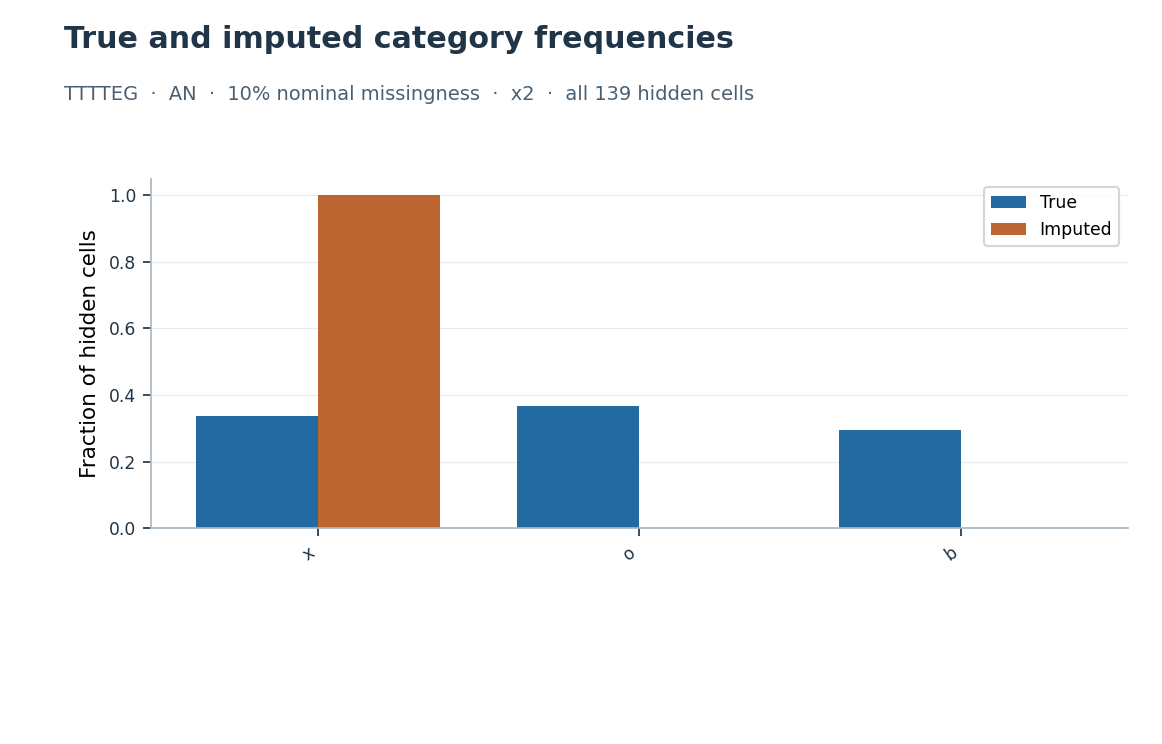 True and imputed category frequencies
TTTTEG · AN · 10% nominal missingness · x2 · all 139 hidden cells
Fraction of hidden cells
1.0
0.8
0.6
0.4
0.2
0.0
True
Imputed
x
o
b